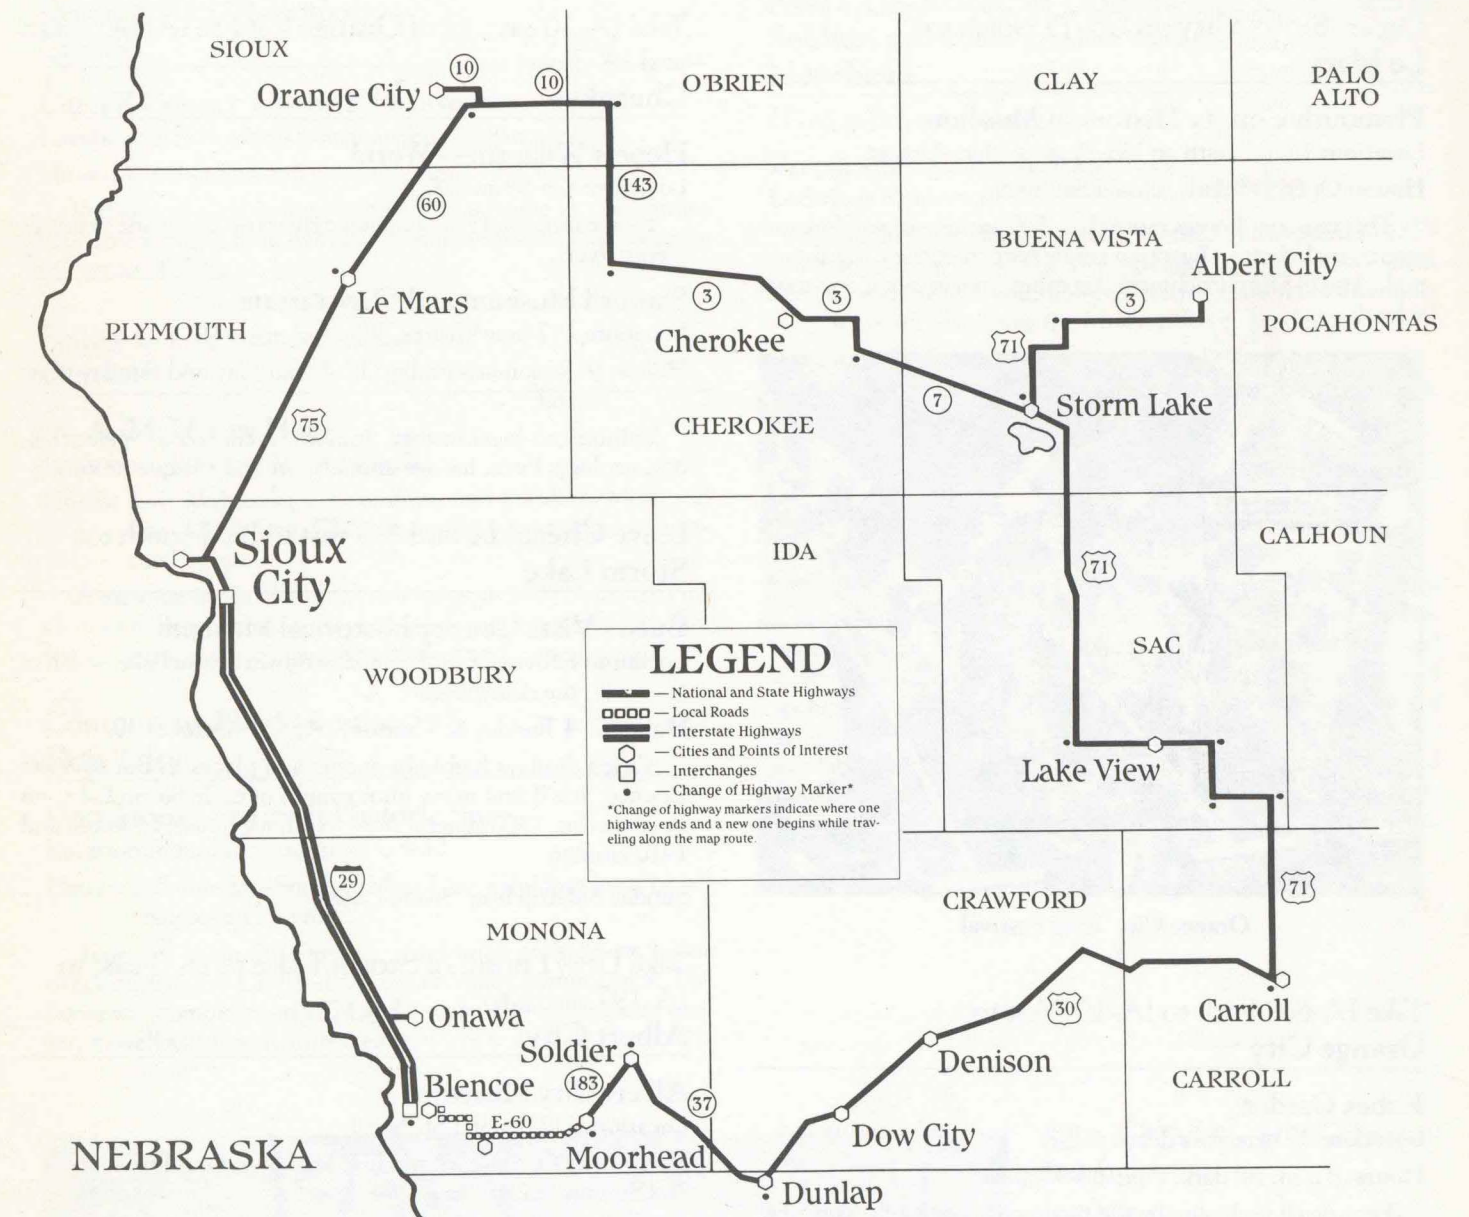 SIOUX
10
10
Orange City
O'BRIEN
CLAY
PALO
ALTO
60
143
BUENA VISTA
Albert City
Le Mars
3
3
3
PLYMOUTH
Cherokee
71
POCAHONTAS
75
CHEROKEE
7
Storm Lake
Sioux
City
IDA
71
CALHOUN
WOODBURY
SAC
LEGEND
— National and State Highways
— Local Roads
— Interstate Highways
— Cities and Points of Interest
— Interchanges
— Change of Highway Marker*
*Change of highway markers indicate where one
highway ends and a new one begins while trav-
eling along the map route.
Lake View
29
71
MONONA
CRAWFORD
Onawa
30
Carroll
Soldier
Denison
Blencoe
183
CARROLL
37
E-60
Dow City
NEBRASKA
Moorhead
Dunlap